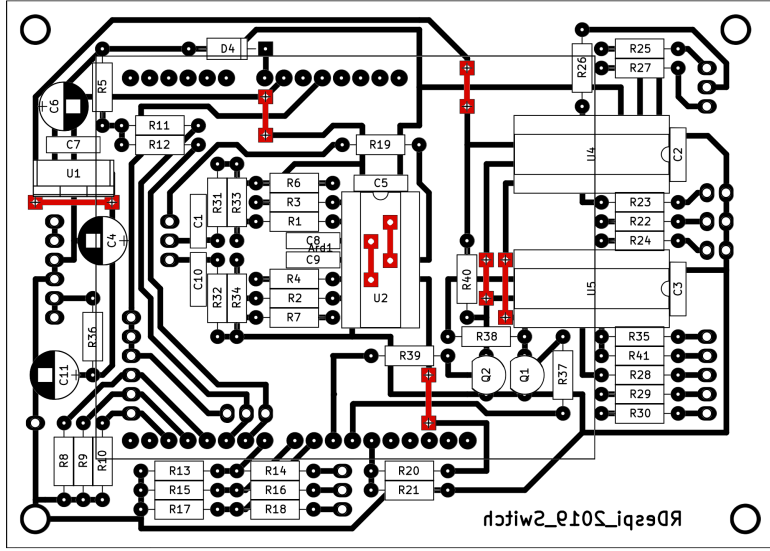 D4
R25
R27
R26
R5
C6
R11
R12
R19
C7
U1
U4
C2
C5
R6
R3
R1
R31
R33
C1
R23
R22
R24
C4
C8
Ard1
C9
C10
R4
R2
R7
R32
R34
U2
R40
U5
C3
R36
R38
R35
R41
R28
R29
R30
R39
Q2
Q1
R37
C11
R8
R9
R10
R13
R15
R17
R14
R16
R18
R20
R21
RDespi_2019_Switch